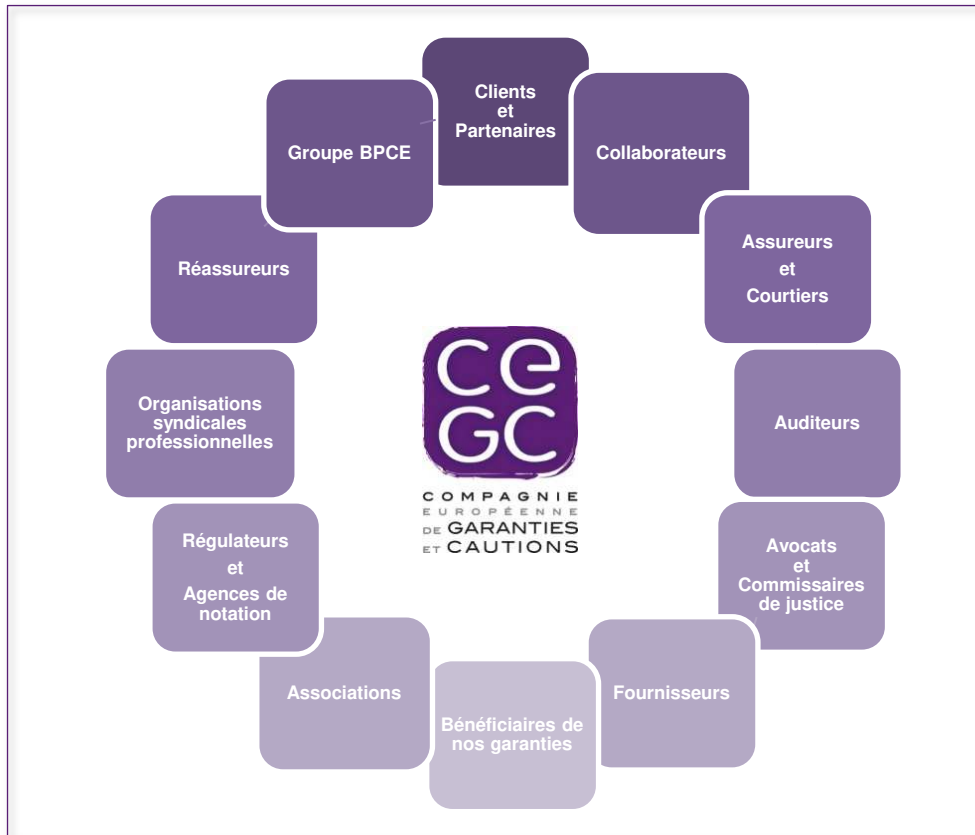 Clients
et
Partenaires
Collaborateurs
Assureurs
et
Courtiers
Auditeurs
Avocats
et
Commissaires
de justice
Fournisseurs
Bénéficiaires de
nos garanties
Associations
Régulateurs
et
Agences de
notation
Organisations
syndicales
professionnelles
Réassureurs
Groupe BPCE
ce
GC
COMPAGNIE
EUROPÉENNE
DE GARANTIES
ET CAUTIONS